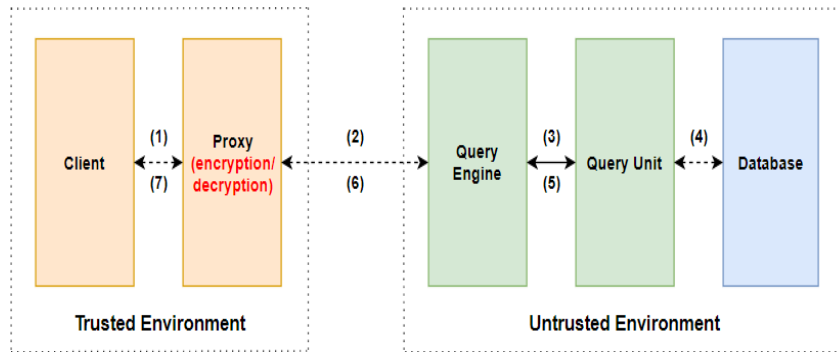 Client
(1)
(7)
Proxy
(encryption/
decryption)
(2)
(6)
Query
Engine
(3)
(5)
Query Unit
(4)
Database
Trusted Environment
Untrusted Environment